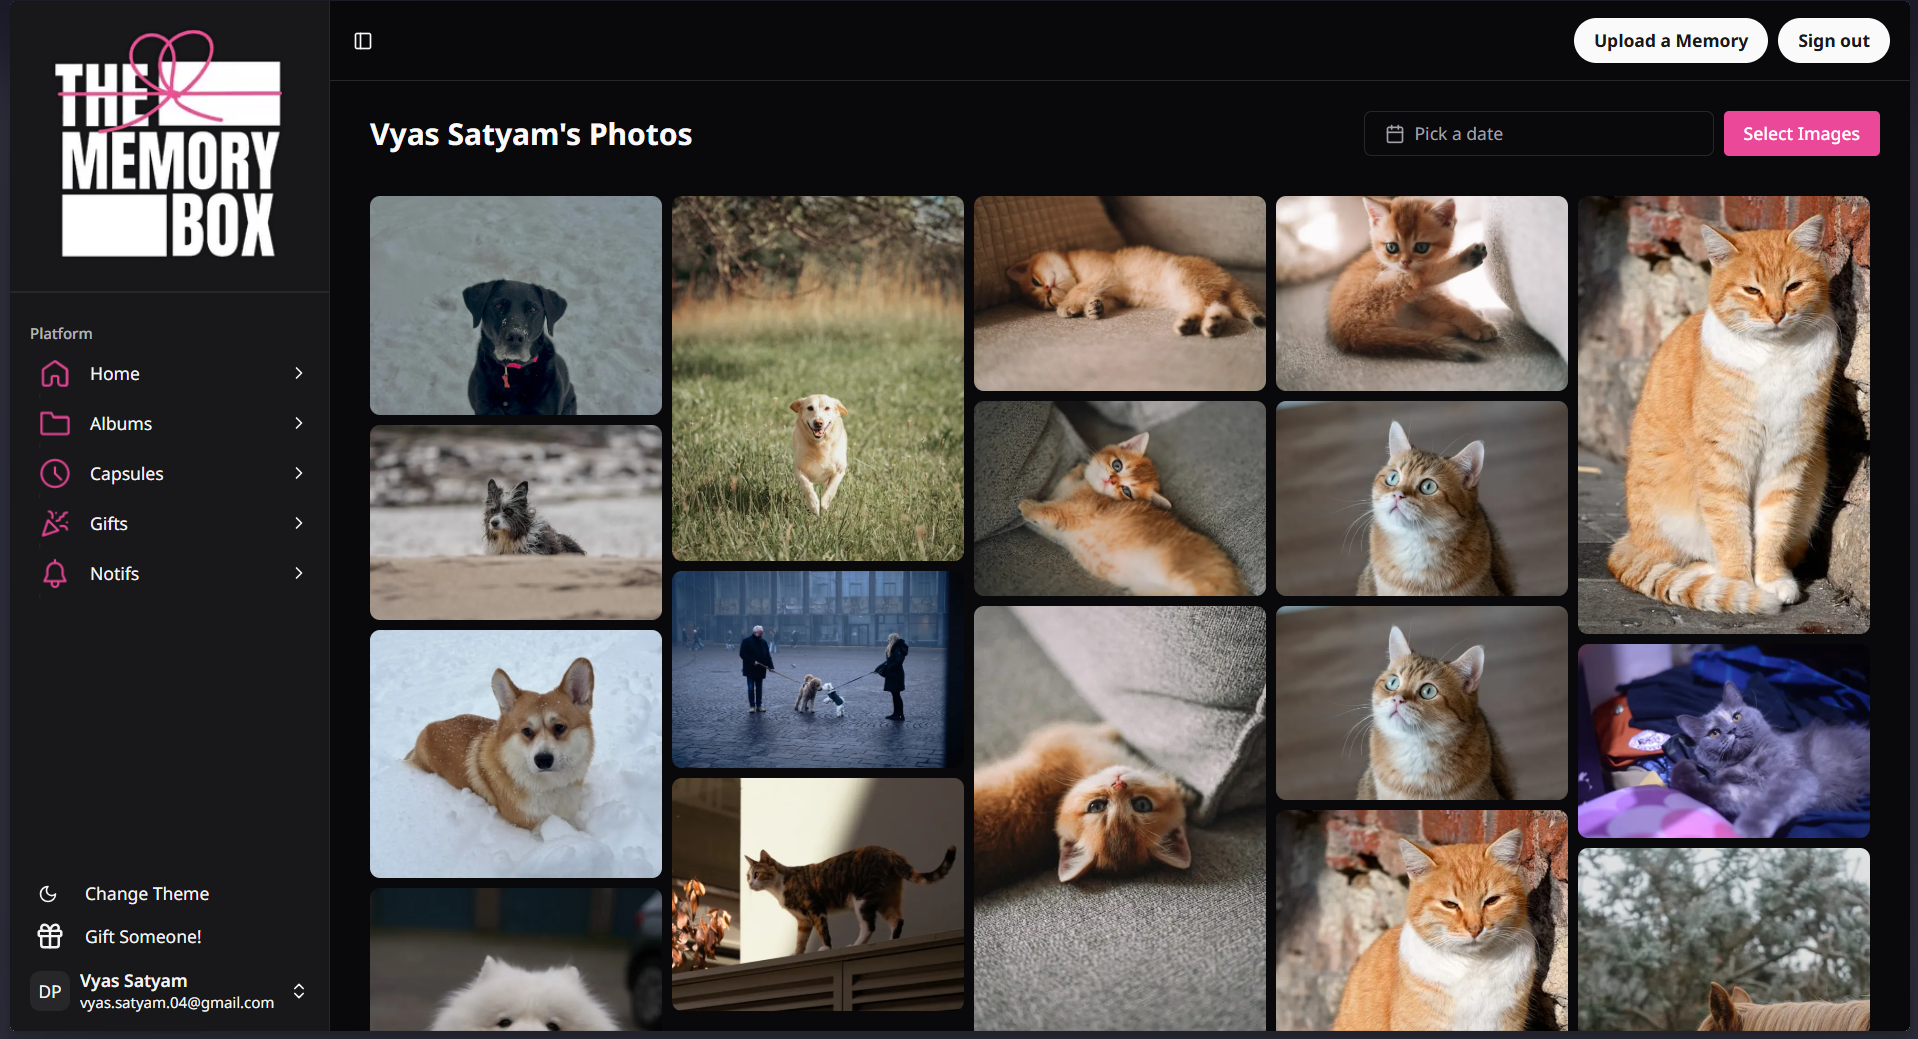 THE
MEMORY
BOX
Platform
Home
Albums
Capsules
Gifts
Notifs
Change Theme
Gift Someone!
DP
Vyas Satyam
vyas.satyam.04@gmail.com
Upload a Memory
Sign out
Vyas Satyam's Photos
Pick a date
Select Images